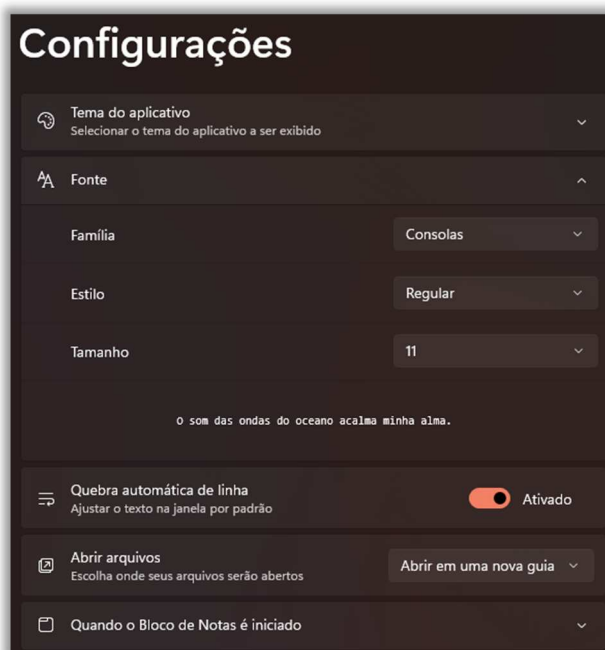 Configurações
Tema do aplicativo
Selecionar o tema do aplicativo a ser exibido
Fonte
Família
Consolas
Estilo
Regular
Tamanho
11
O som das ondas do oceano acalma minha alma.
Quebra automática de linha
Ajustar o texto na janela por padrão
Ativado
Abrir arquivos
Escolha onde seus arquivos serão abertos
Abrir em uma nova guia
Quando o Bloco de Notas é iniciado